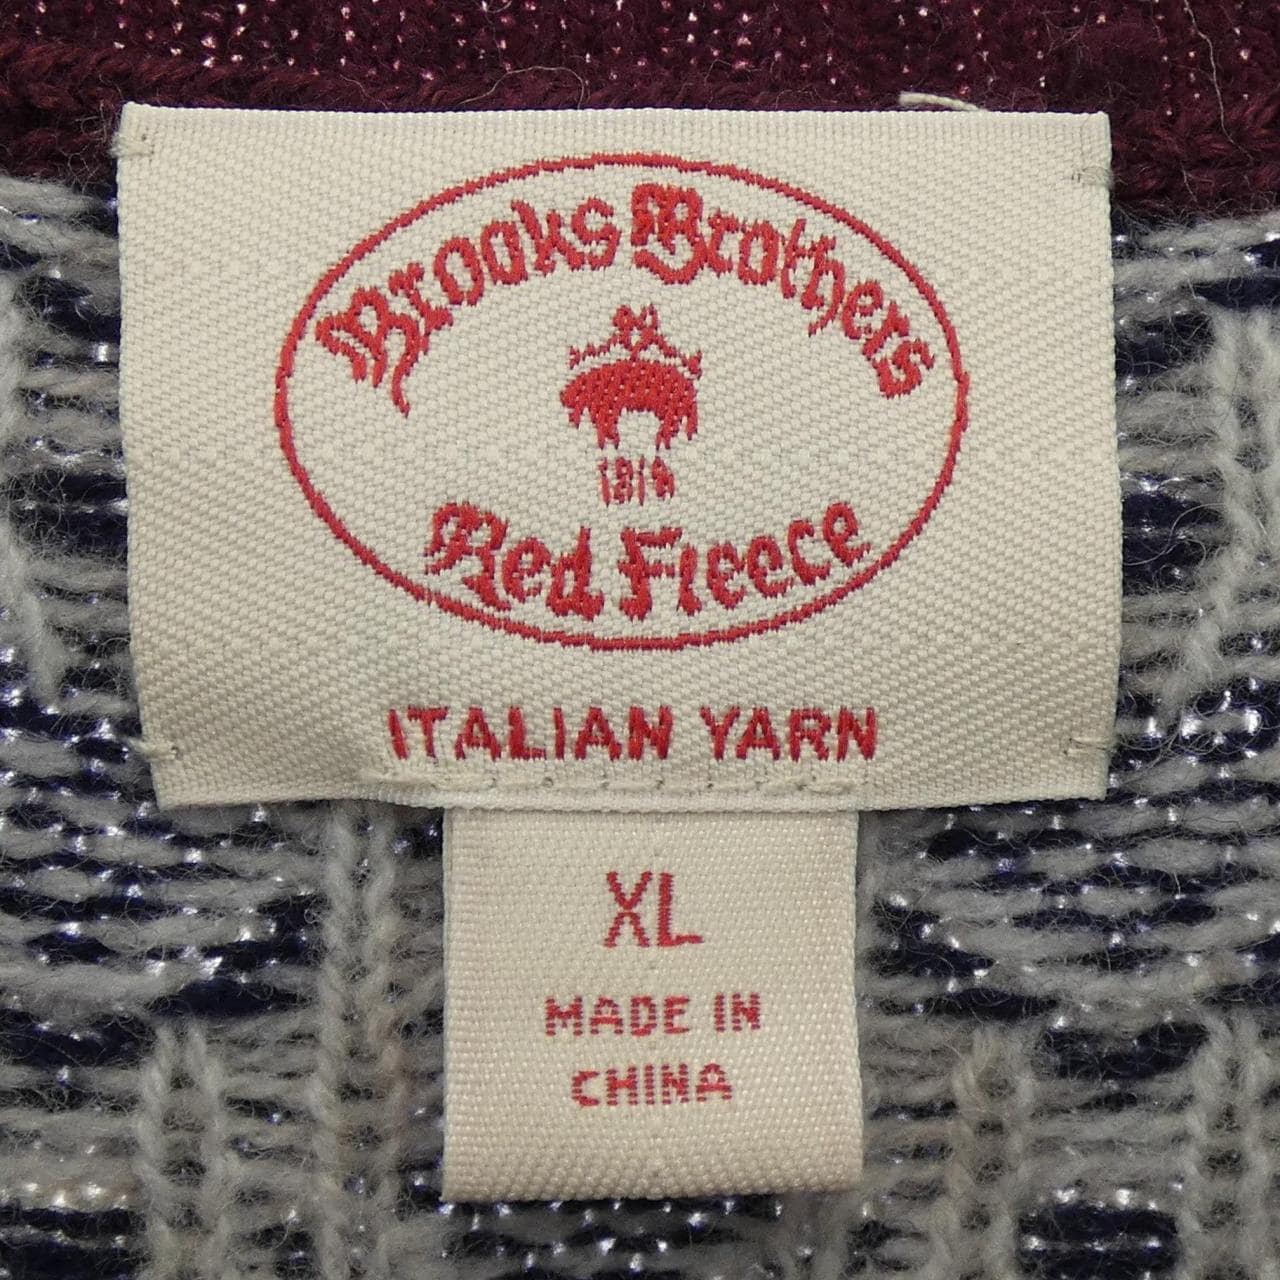 Brooks Brothers
1818
Red Fleece
ITALIAN YARN
XL
MADE IN
CHINA